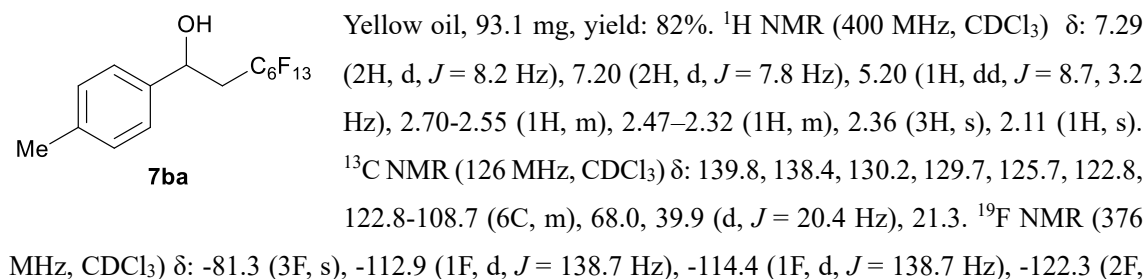 OH
C₆F₁₃
Me
7ba
Yellow oil, 93.1 mg, yield: 82%. ¹H NMR (400 MHz, CDCl₃) δ: 7.29
(2H, d, J = 8.2 Hz), 7.20 (2H, d, J = 7.8 Hz), 5.20 (1H, dd, J = 8.7, 3.2
Hz), 2.70-2.55 (1H, m), 2.47–2.32 (1H, m), 2.36 (3H, s), 2.11 (1H, s).
¹³C NMR (126 MHz, CDCl₃) δ: 139.8, 138.4, 130.2, 129.7, 125.7, 122.8,
122.8-108.7 (6C, m), 68.0, 39.9 (d, J = 20.4 Hz), 21.3. ¹⁹F NMR (376
MHz, CDCl₃) δ: -81.3 (3F, s), -112.9 (1F, d, J = 138.7 Hz), -114.4 (1F, d, J = 138.7 Hz), -122.3 (2F,